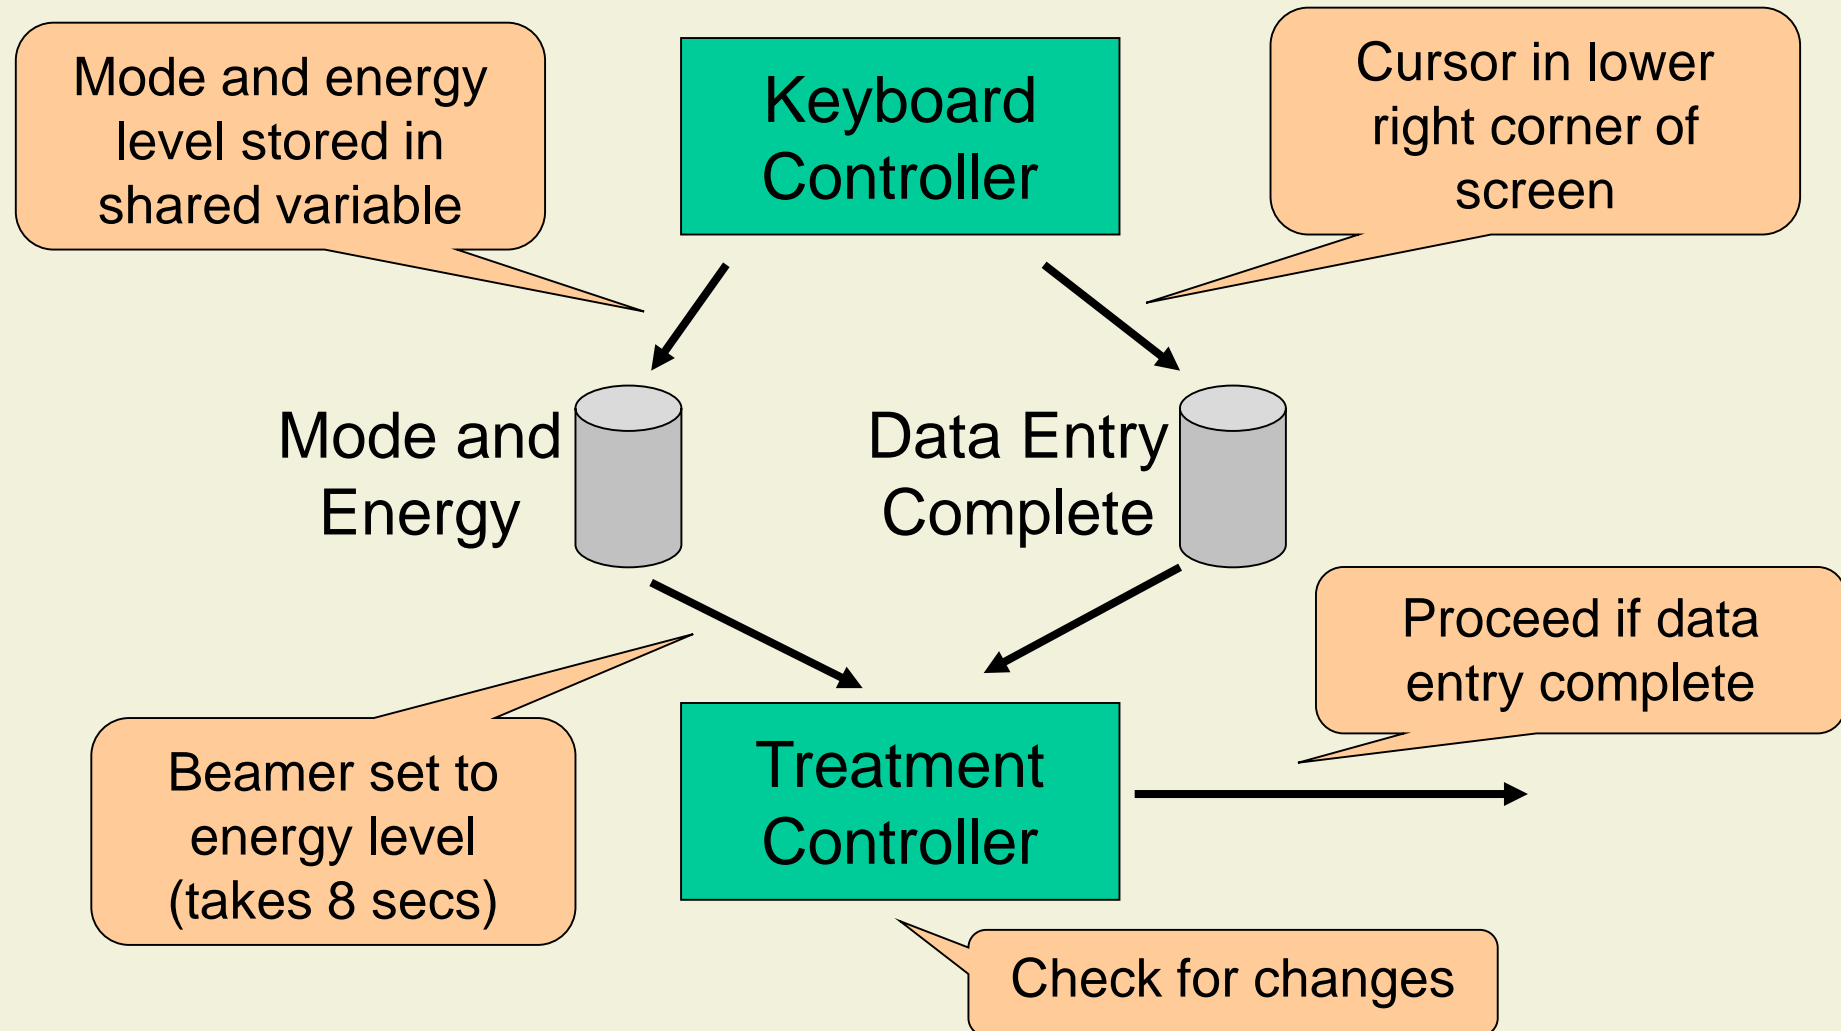 Mode and energy
level stored in
shared variable
Keyboard
Controller
Cursor in lower
right corner of
screen
Mode and
Energy
Data Entry
Complete
Proceed if data
entry complete
Beamer set to
energy level
(takes 8 secs)
Treatment
Controller
Check for changes